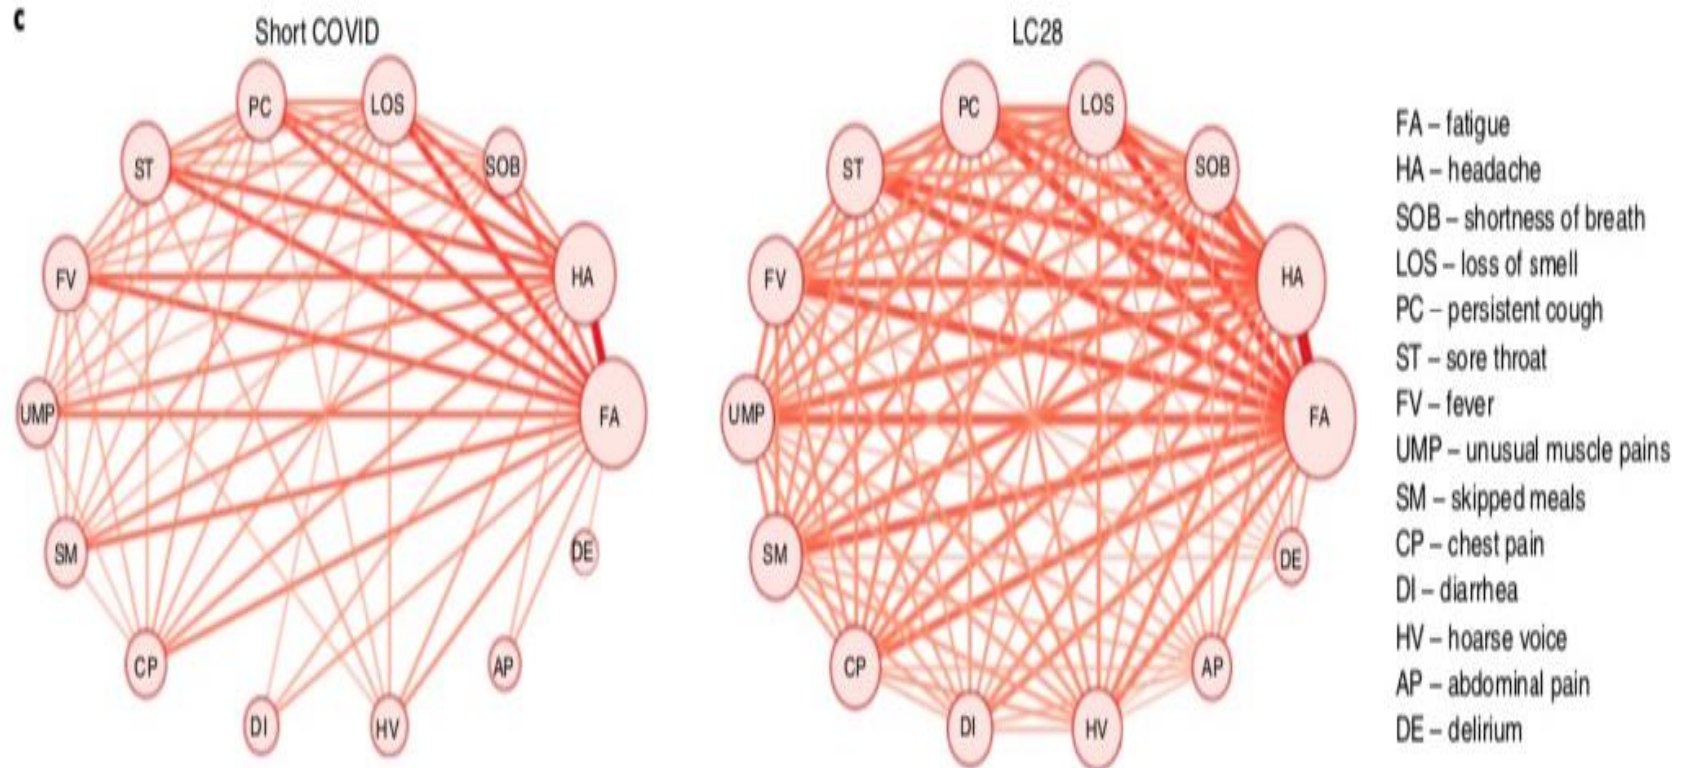 c
Short COVID
LC28
PC
LOS
ST
SOB
FV
HA
UMP
FA
SM
DE
CP
AP
DI
HV
PC
LOS
ST
SOB
FV
HA
UMP
FA
SM
DE
CP
AP
DI
HV
FA – fatigue
HA – headache
SOB – shortness of breath
LOS – loss of smell
PC – persistent cough
ST – sore throat
FV – fever
UMP – unusual muscle pains
SM – skipped meals
CP – chest pain
DI – diarrhea
HV – hoarse voice
AP – abdominal pain
DE – delirium